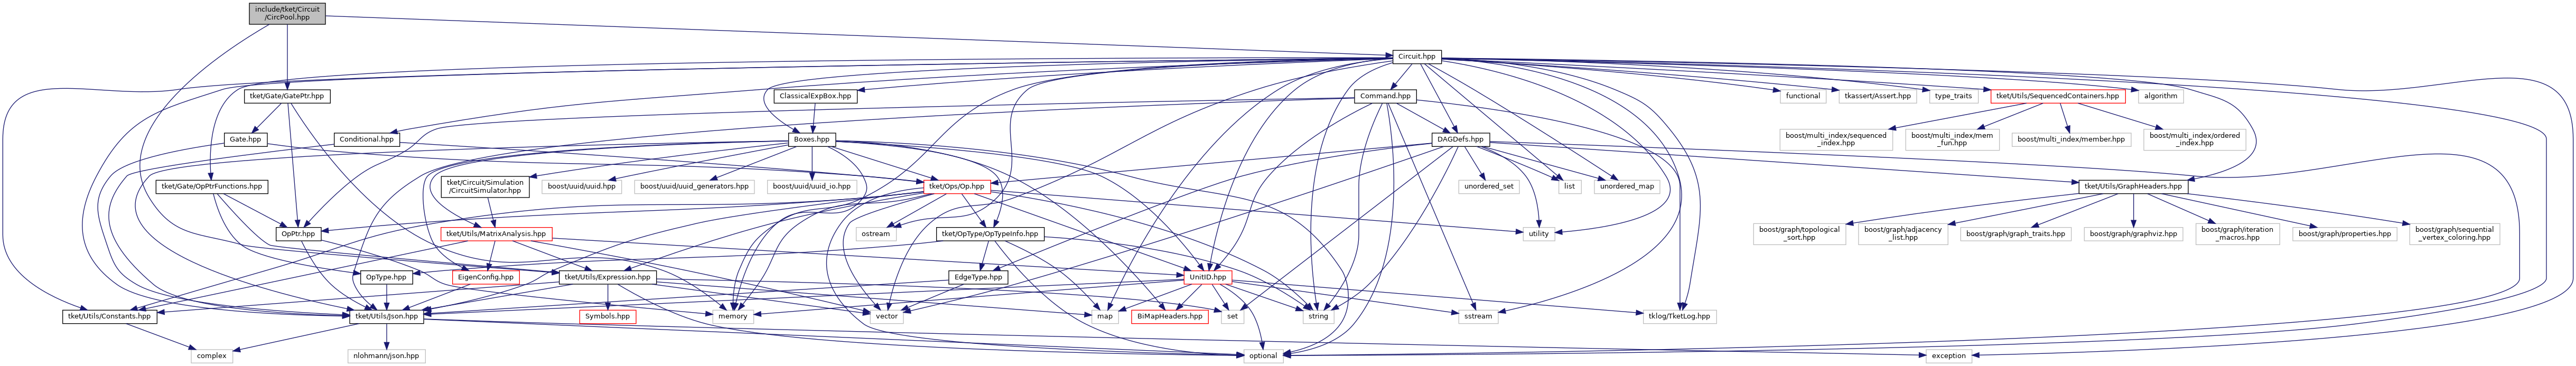 include/tket/Circuit
/CircPool.hpp
Circuit.hpp
tket/Gate/GatePtr.hpp
ClassicalExpBox.hpp
Command.hpp
functional
tkassert/Assert.hpp
type_traits
tket/Utils/SequencedContainers.hpp
algorithm
Gate.hpp
Conditional.hpp
Boxes.hpp
DAGDefs.hpp
boost/multi_index/sequenced
_index.hpp
boost/multi_index/mem
_fun.hpp
boost/multi_index/member.hpp
boost/multi_index/ordered
_index.hpp
tket/Gate/OpPtrFunctions.hpp
tket/Circuit/Simulation
/CircuitSimulator.hpp
boost/uuid/uuid.hpp
boost/uuid/uuid_generators.hpp
boost/uuid/uuid_io.hpp
tket/Ops/Op.hpp
unordered_set
list
unordered_map
tket/Utils/GraphHeaders.hpp
OpPtr.hpp
tket/Utils/MatrixAnalysis.hpp
ostream
tket/OpType/OpTypeInfo.hpp
utility
boost/graph/topological
_sort.hpp
boost/graph/adjacency
_list.hpp
boost/graph/graph_traits.hpp
boost/graph/graphviz.hpp
boost/graph/iteration
_macros.hpp
boost/graph/properties.hpp
boost/graph/sequential
_vertex_coloring.hpp
OpType.hpp
EigenConfig.hpp
tket/Utils/Expression.hpp
EdgeType.hpp
UnitID.hpp
tket/Utils/Constants.hpp
tket/Utils/Json.hpp
Symbols.hpp
memory
vector
map
BiMapHeaders.hpp
set
string
sstream
tklog/TketLog.hpp
complex
nlohmann/json.hpp
optional
exception